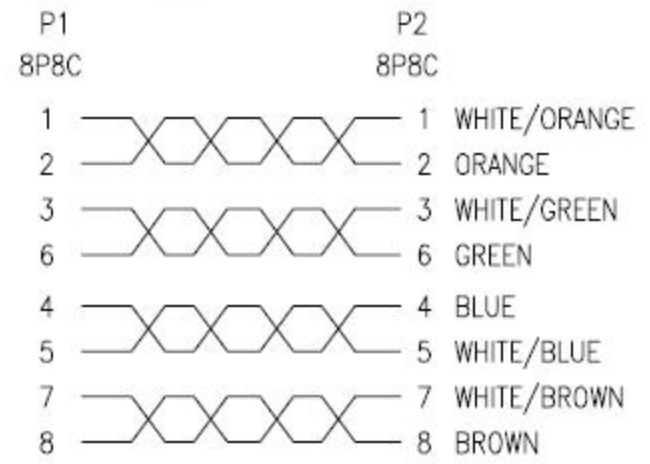 P1 P2
8P8C 8P8C
1 1 WHITE/ORANGE
2 2 ORANGE
3 3 WHITE/GREEN
6 6 GREEN
4 4 BLUE
5 5 WHITE/BLUE
7 7 WHITE/BROWN
8 8 BROWN